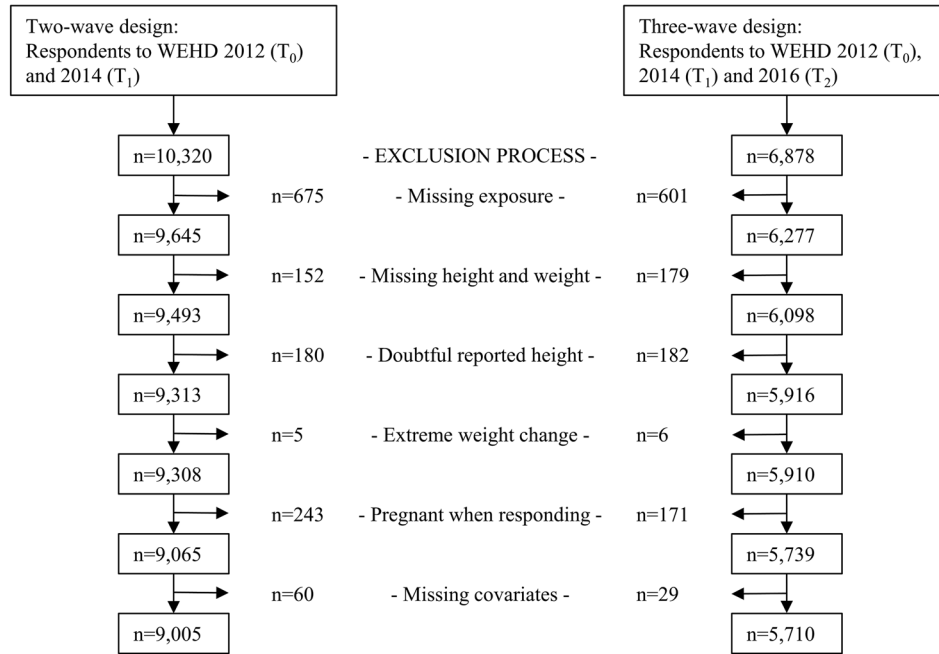 Two-wave design:
Respondents to WEHD 2012 (T₀)
and 2014 (T₁)
Three-wave design:
Respondents to WEHD 2012 (T₀),
2014 (T₁) and 2016 (T₂)
n=10,320
- EXCLUSION PROCESS -
n=6,878
n=675
- Missing exposure -
n=601
n=9,645
n=6,277
n=152
- Missing height and weight -
n=179
n=9,493
n=6,098
n=180
- Doubtful reported height -
n=182
n=9,313
n=5,916
n=5
- Extreme weight change -
n=6
n=9,308
n=5,910
n=243
- Pregnant when responding -
n=171
n=9,065
n=5,739
n=60
- Missing covariates -
n=29
n=9,005
n=5,710